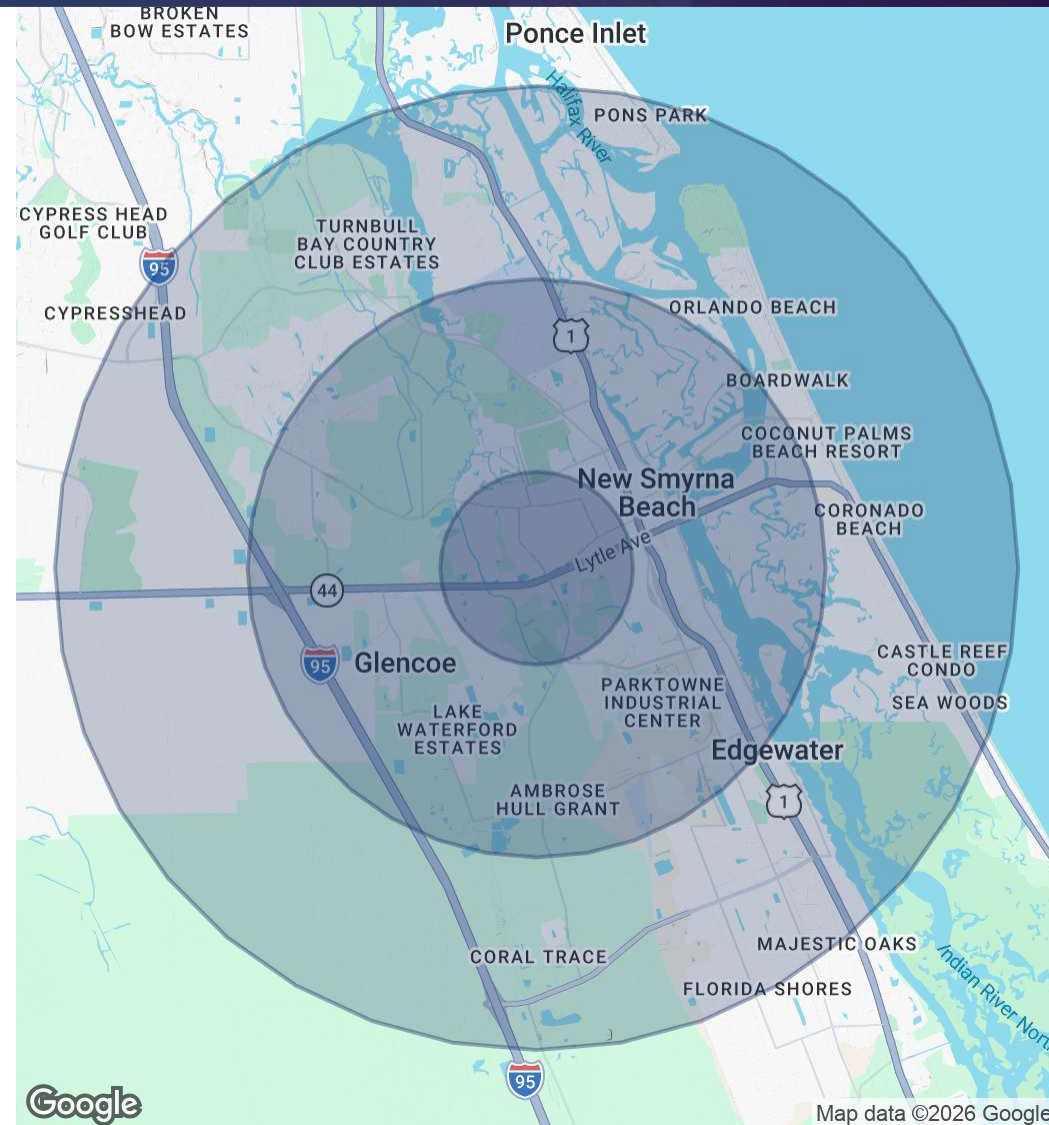 BROKEN
BOW ESTATES
Ponce Inlet
Halifax River
PONS PARK
CYPRESS HEAD
GOLF CLUB
TURNBULL
BAY COUNTRY
CLUB ESTATES
95
CYPRESSHEAD
ORLANDO BEACH
1
BOARDWALK
COCONUT PALMS
BEACH RESORT
New Smyrna
Beach
CORONADO
BEACH
Lytle Ave
44
95
Glencoe
CASTLE REEF
CONDO
SEA WOODS
PARKTOWNE
INDUSTRIAL
CENTER
LAKE
WATERFORD
ESTATES
Edgewater
AMBROSE
HULL GRANT
1
CORAL TRACE
MAJESTIC OAKS
FLORIDA SHORES
Indian River Nort
95
Google
Map data ©2026 Google